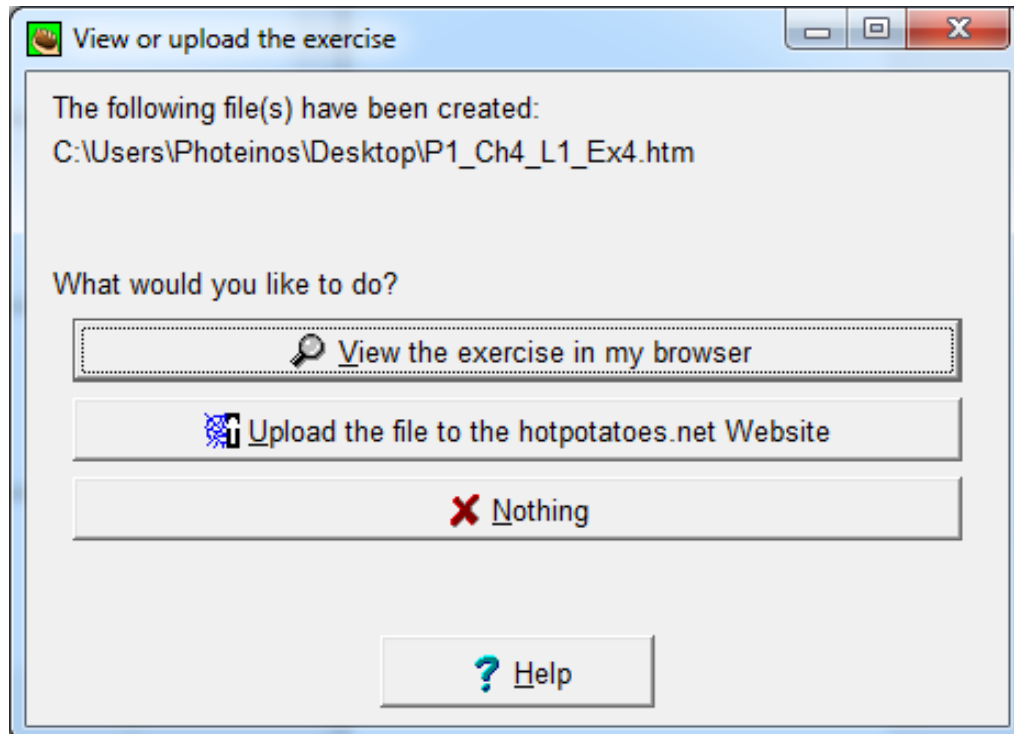 View or upload the exercise
The following file(s) have been created:
C:\Users\Photeinos\Desktop\P1_Ch4_L1_Ex4.htm
What would you like to do?
View the exercise in my browser
Upload the file to the hotpotatoes.net Website
Nothing
? Help